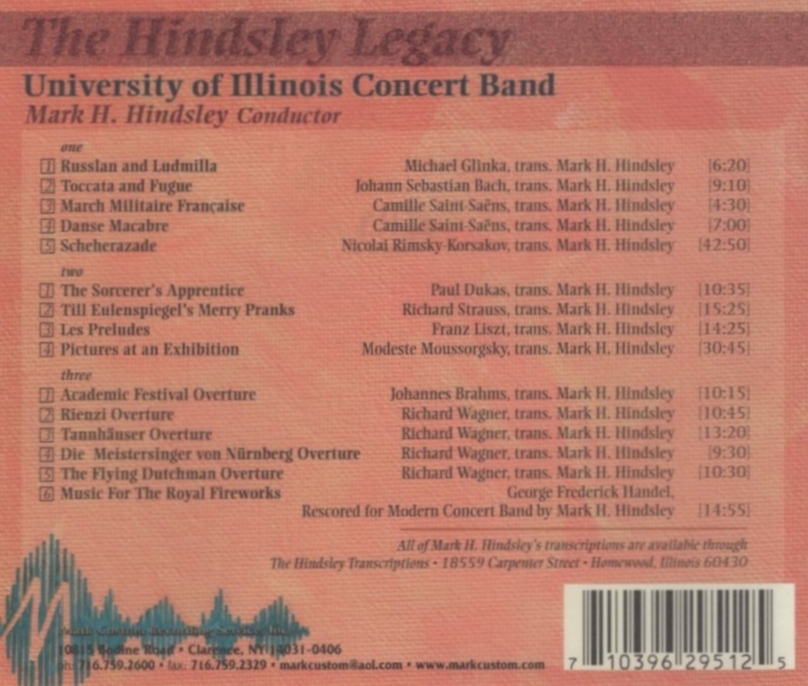 The Hindsley Legacy
University of Illinois Concert Band
Mark H. Hindsley Conductor
one
1 Russlan and Ludmilla Michael Glinka, trans. Mark H. Hindsley [6:20]
2 Toccata and Fugue Johann Sebastian Bach, trans. Mark H. Hindsley [9:10]
3 March Militaire Française Camille Saint-Saëns, trans. Mark H. Hindsley [4:30]
4 Danse Macabre Camille Saint-Saëns, trans. Mark H. Hindsley [7:00]
5 Scheherazade Nicolai Rimsky-Korsakov, trans. Mark H. Hindsley [42:50]
two
1 The Sorcerer's Apprentice Paul Dukas, trans. Mark H. Hindsley [10:35]
2 Till Eulenspiegel's Merry Pranks Richard Strauss, trans. Mark H. Hindsley [15:25]
3 Les Preludes Franz Liszt, trans. Mark H. Hindsley [14:25]
4 Pictures at an Exhibition Modeste Moussorgsky, trans. Mark H. Hindsley [30:45]
three
1 Academic Festival Overture Johannes Brahms, trans. Mark H. Hindsley [10:15]
2 Rienzi Overture Richard Wagner, trans. Mark H. Hindsley [10:45]
3 Tannhäuser Overture Richard Wagner, trans. Mark H. Hindsley [13:20]
4 Die Meistersinger von Nürnberg Overture Richard Wagner, trans. Mark H. Hindsley [9:30]
5 The Flying Dutchman Overture Richard Wagner, trans. Mark H. Hindsley [10:30]
6 Music For The Royal Fireworks George Frederick Handel,
Rescored for Modern Concert Band by Mark H. Hindsley [14:55]
All of Mark H. Hindsley's transcriptions are available through
The Hindsley Transcriptions • 18559 Carpenter Street • Homewood, Illinois 60430
M
Mark Custom Recording Service, Inc.
10815 Bodine Road • Clarence, NY 14031-0406
ph: 716.759.2600 • fax: 716.759.2329 • markcustom@aol.com • www.markcustom.com
7 10396 29512 5